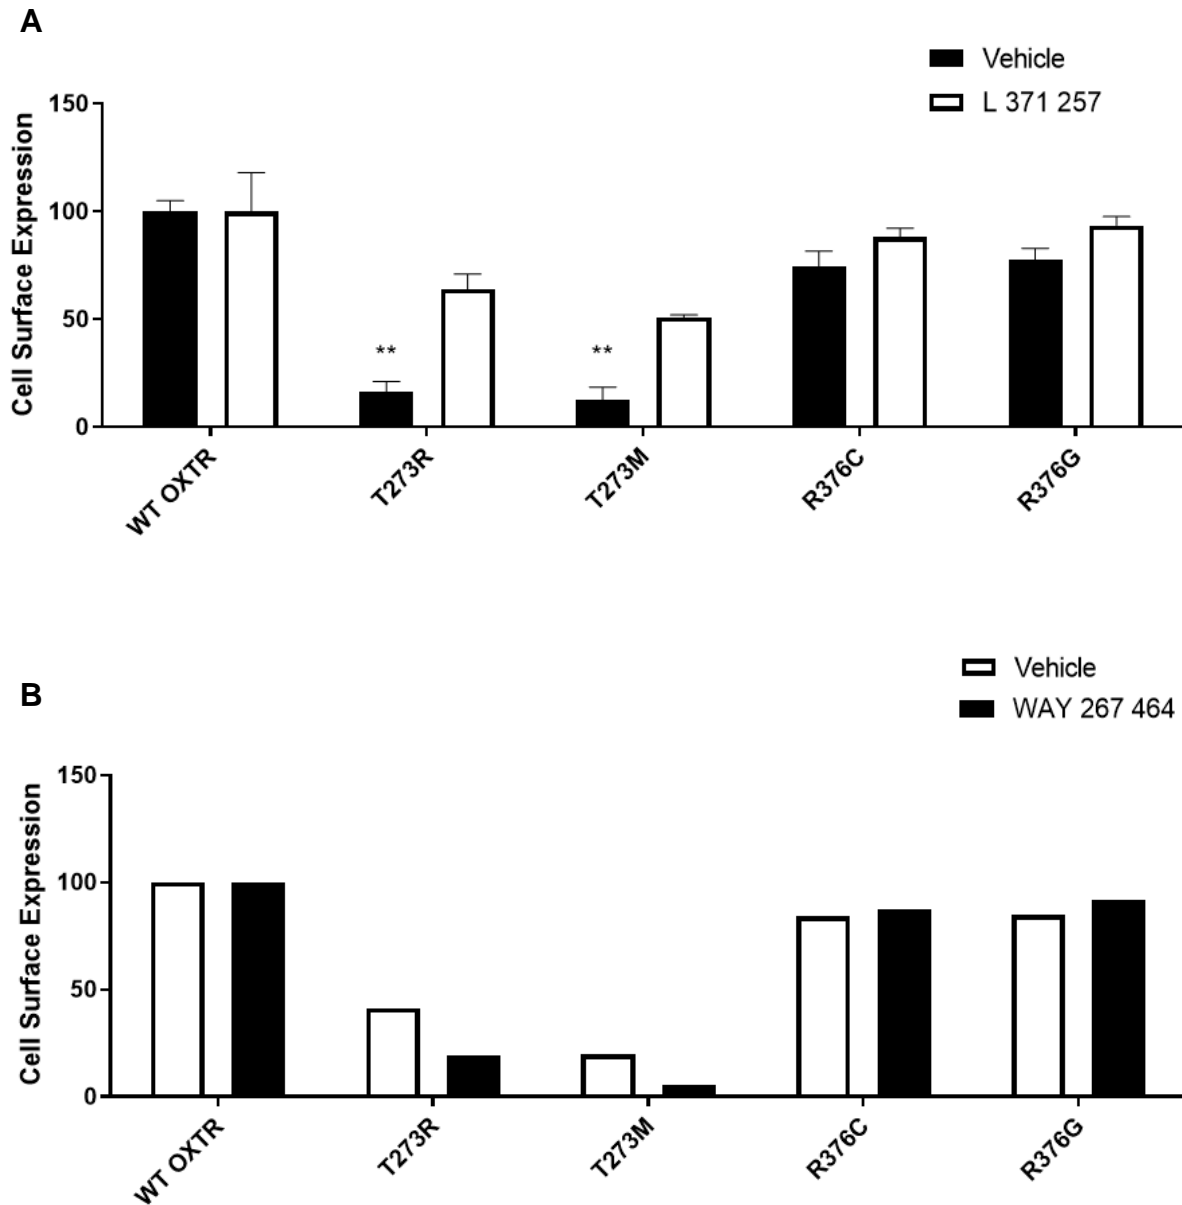 A
Vehicle
L 371 257
Cell Surface Expression
150
100
50
0
**
**
WT OXTR
T273R
T273M
R376C
R376G
B
Vehicle
WAY 267 464
Cell Surface Expression
150
100
50
0
WT OXTR
T273R
T273M
R376C
R376G